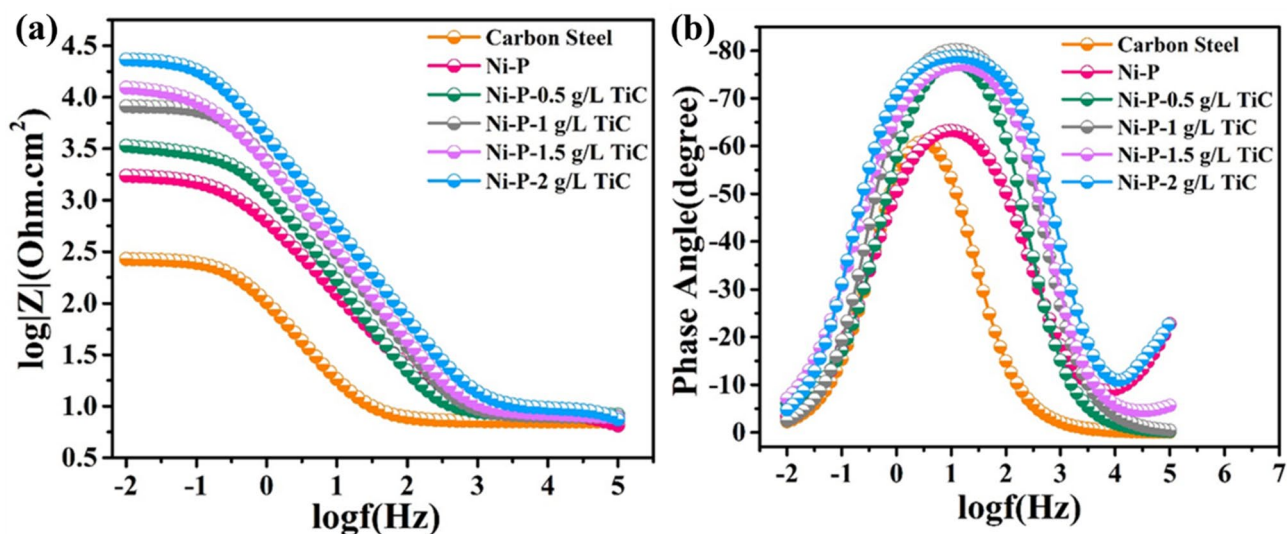 (a)
Carbon Steel
Ni-P
Ni-P-0.5 g/L TiC
Ni-P-1 g/L TiC
Ni-P-1.5 g/L TiC
Ni-P-2 g/L TiC
log|Z|(Ohm.cm²)
4.5
4.0
3.5
3.0
2.5
2.0
1.5
1.0
0.5
-2 -1 0 1 2 3 4 5
logf(Hz)
(b)
Carbon Steel
Ni-P
Ni-P-0.5 g/L TiC
Ni-P-1 g/L TiC
Ni-P-1.5 g/L TiC
Ni-P-2 g/L TiC
Phase Angle(degree)
-80
-70
-60
-50
-40
-30
-20
-10
0
-2 -1 0 1 2 3 4 5 6 7
logf(Hz)